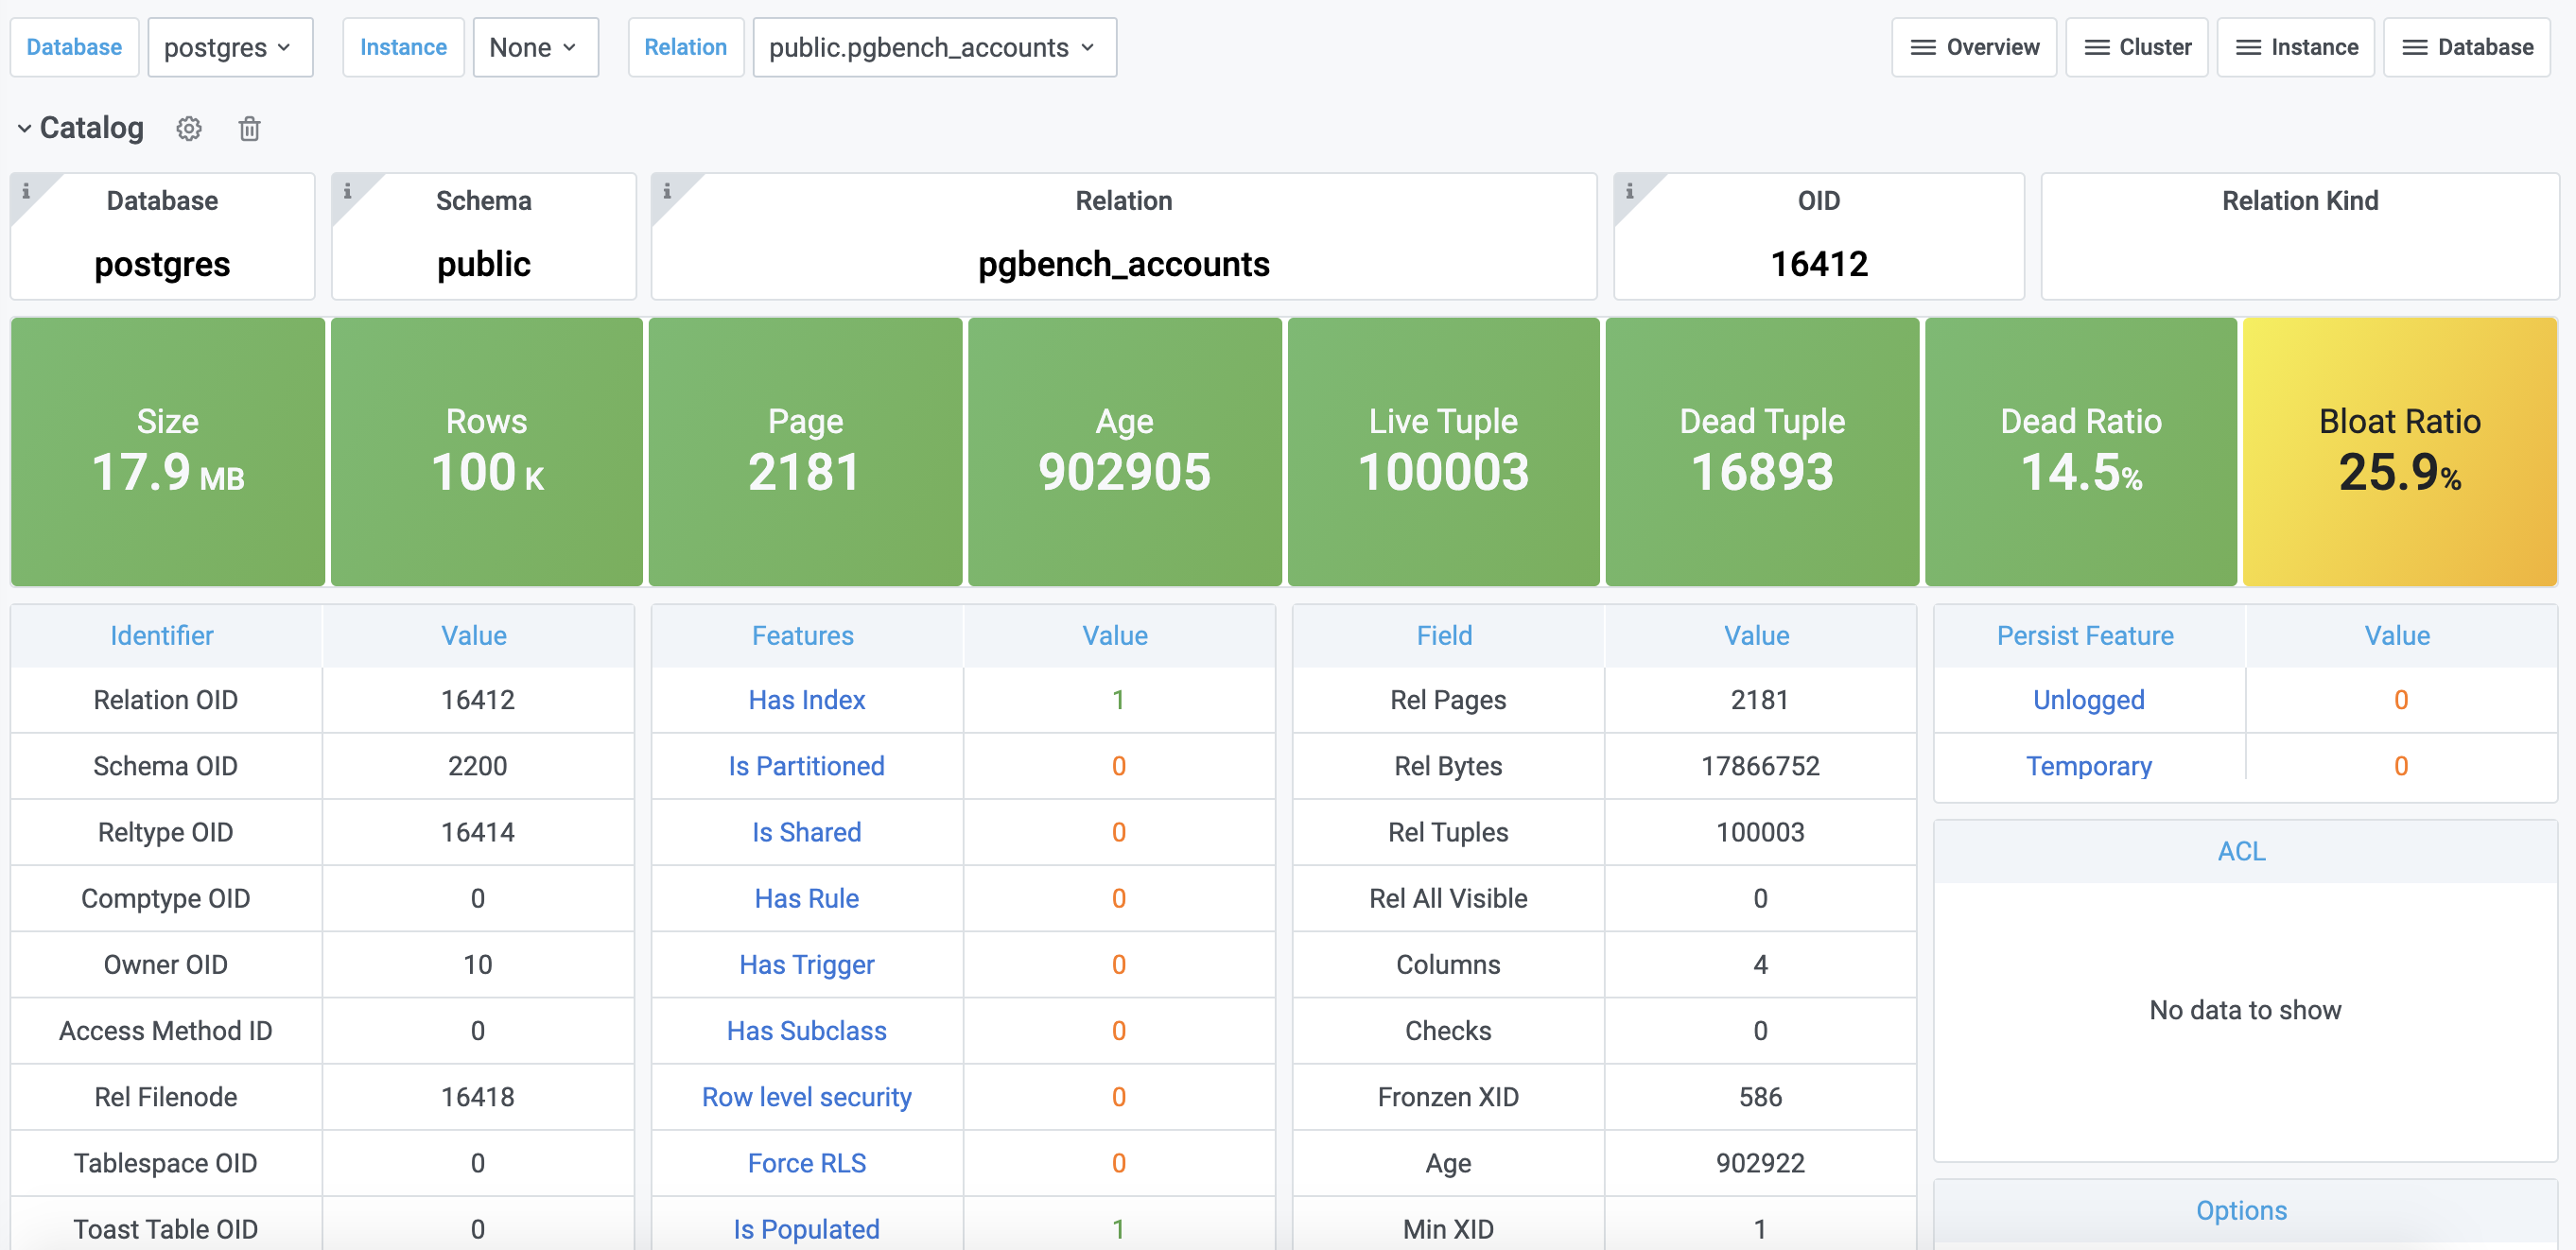 Database postgres Instance None Relation public.pgbench_accounts Overview Cluster Instance Database
Catalog
Database
postgres
Schema
public
Relation
pgbench_accounts
OID
16412
Relation Kind
Size
17.9 MB
Rows
100 K
Page
2181
Age
902905
Live Tuple
100003
Dead Tuple
16893
Dead Ratio
14.5%
Bloat Ratio
25.9%
Identifier Value
Relation OID 16412
Schema OID 2200
Reltype OID 16414
Comptype OID 0
Owner OID 10
Access Method ID 0
Rel Filenode 16418
Tablespace OID 0
Toast Table OID 0
Features Value
Has Index 1
Is Partitioned 0
Is Shared 0
Has Rule 0
Has Trigger 0
Has Subclass 0
Row level security 0
Force RLS 0
Is Populated 1
Field Value
Rel Pages 2181
Rel Bytes 17866752
Rel Tuples 100003
Rel All Visible 0
Columns 4
Checks 0
Fronzen XID 586
Age 902922
Min XID 1
Persist Feature Value
Unlogged 0
Temporary 0
ACL
No data to show
Options